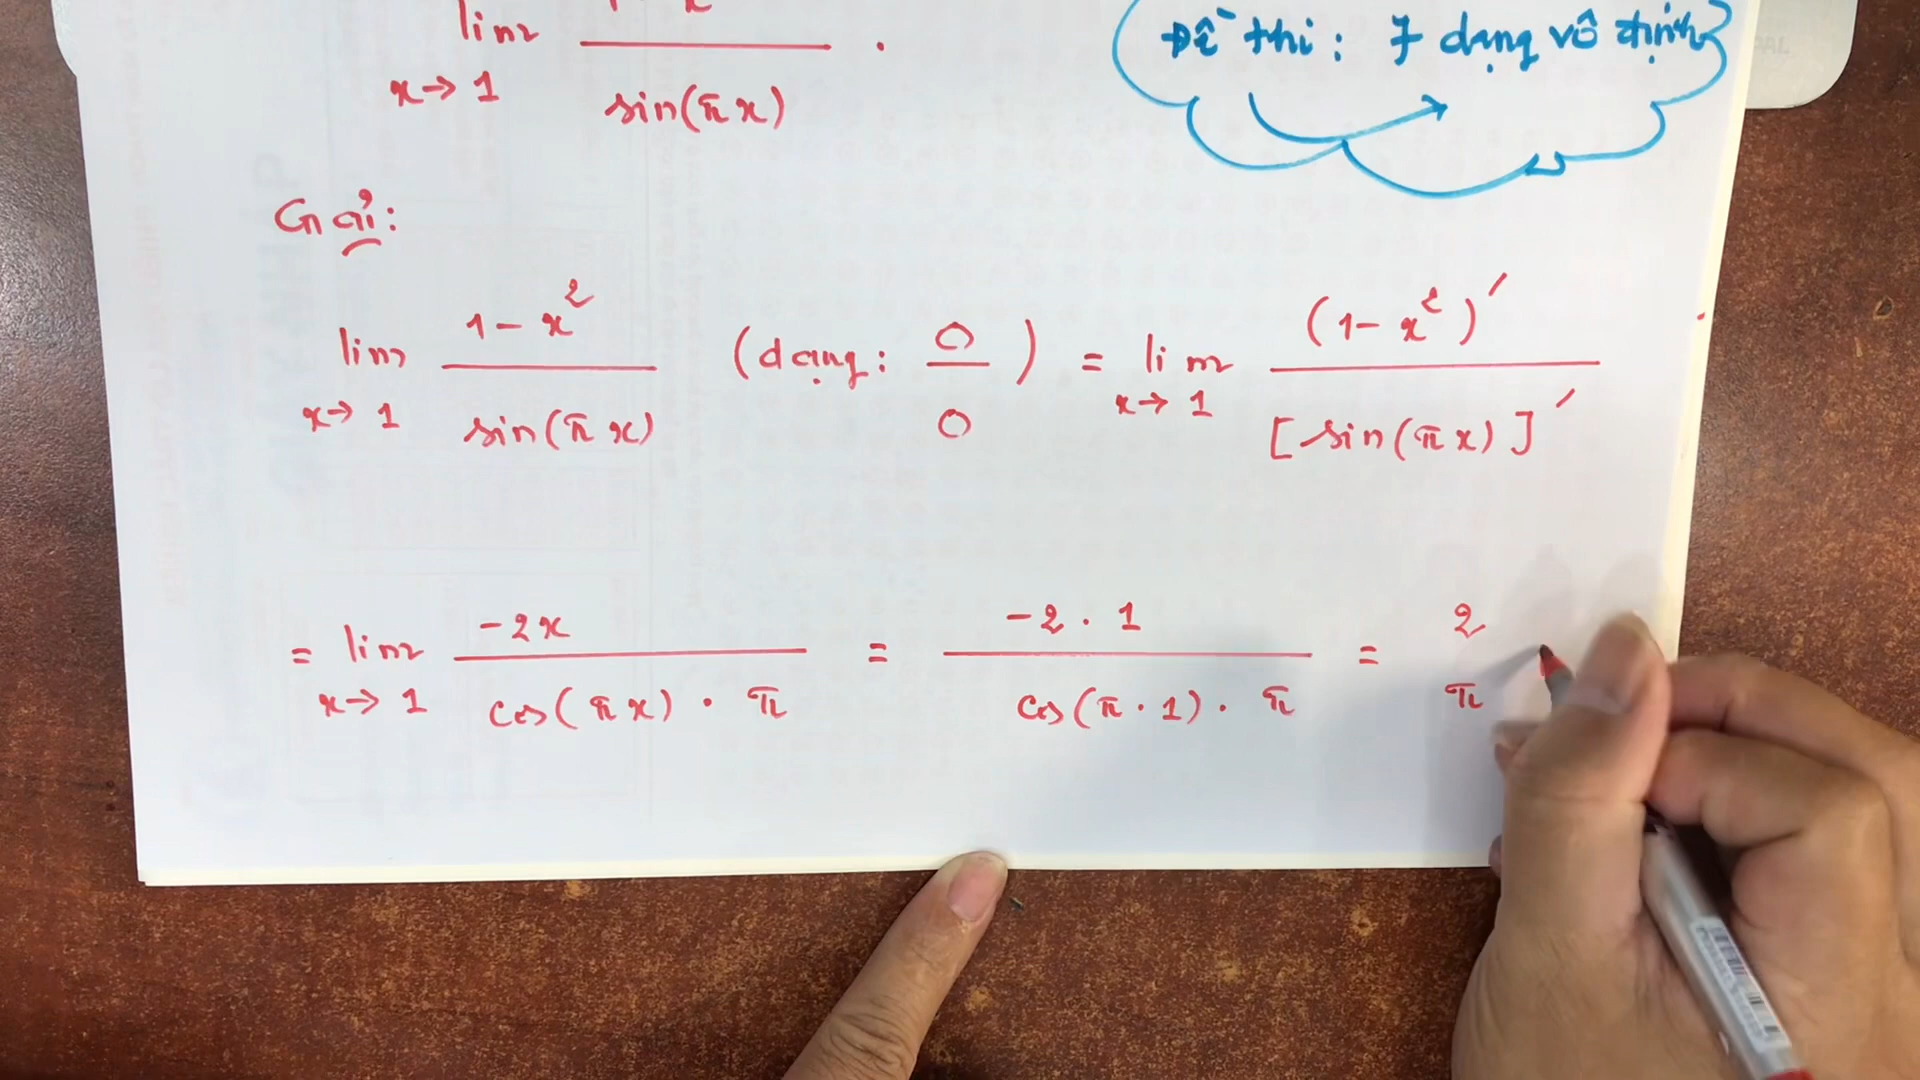 lim 1 - x .
x → 1 sin(πx)
Đề thi: 7 dạng vô định
Giải:
lim 1 - x² / sin(πx) (dạng: 0/0) = lim (1 - x²)' / [sin(πx)]'
x → 1 x → 1
= lim -2x / cos(πx) · π = -2 · 1 / cos(π · 1) · π = 2 / π
x → 1